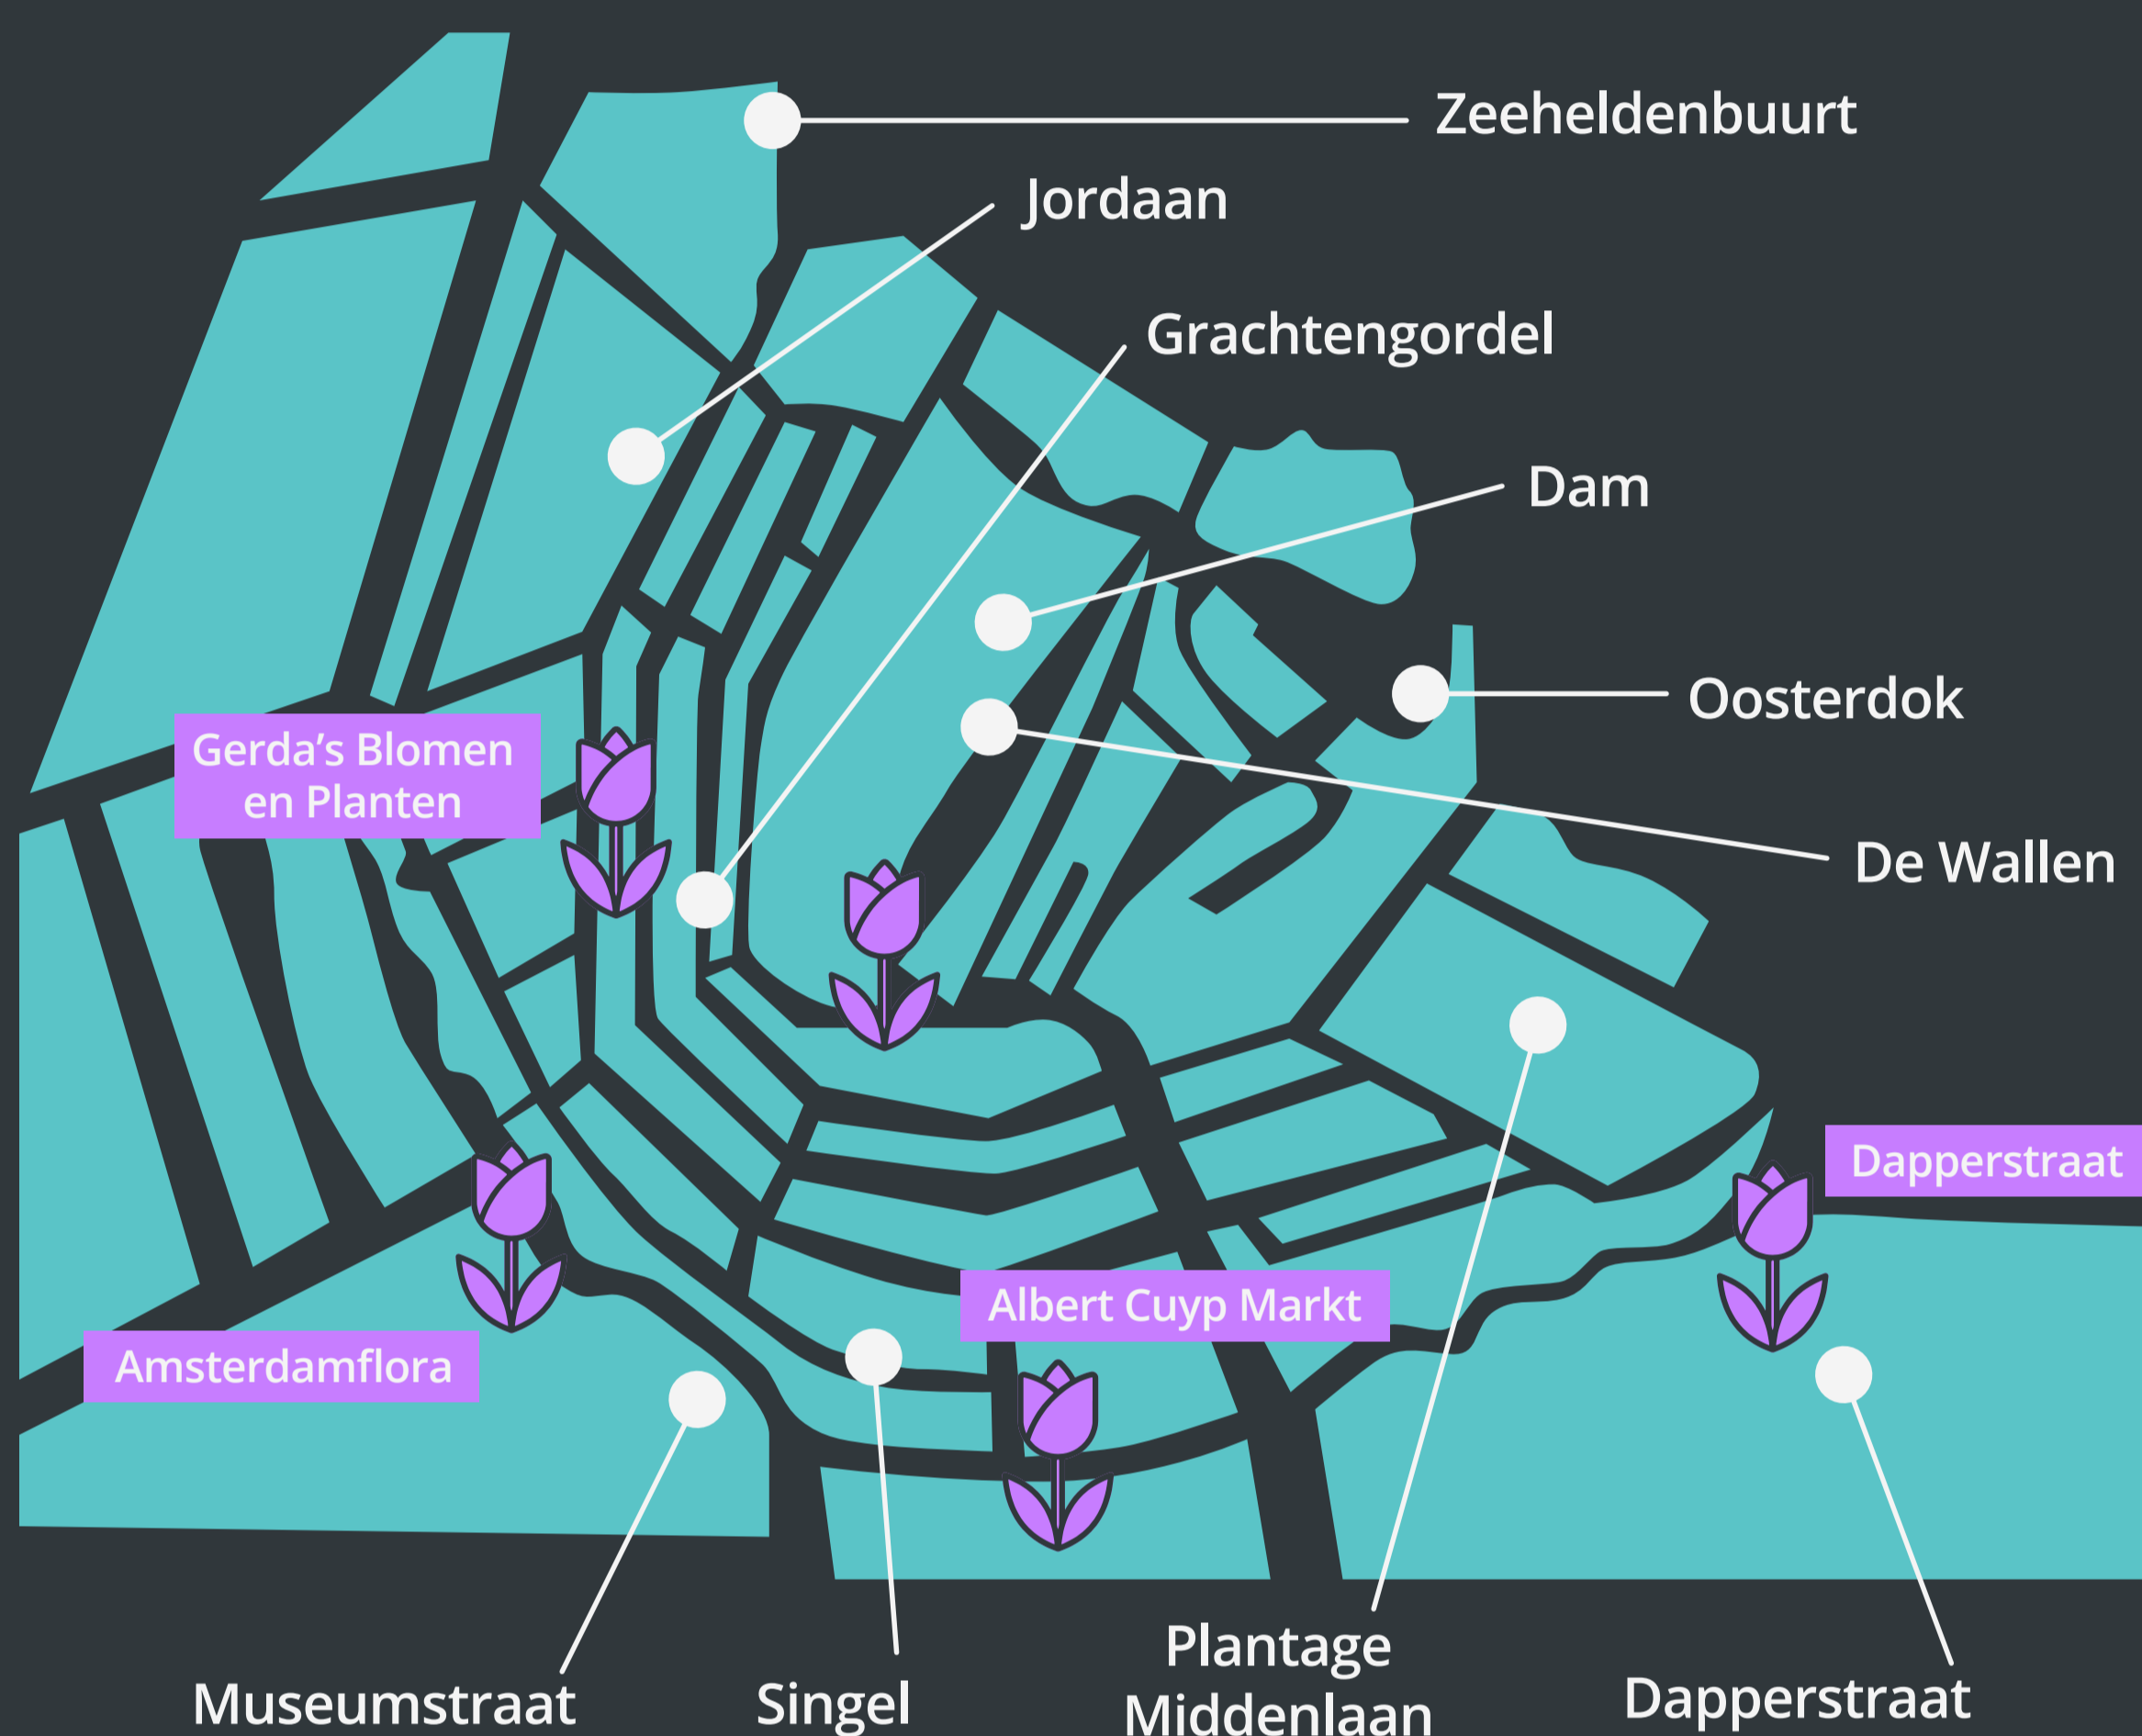 Zeeheldenbuurt
Jordaan
Grachtengordel
Dam
Oosterdok
Gerda's Blomen
en Planten
De Wallen
Dapperstraat
Albert Cuyp Markt
Amsterdamflora
Plantage
Middenlaan
Museumstraat
Singel
Dapperstraat